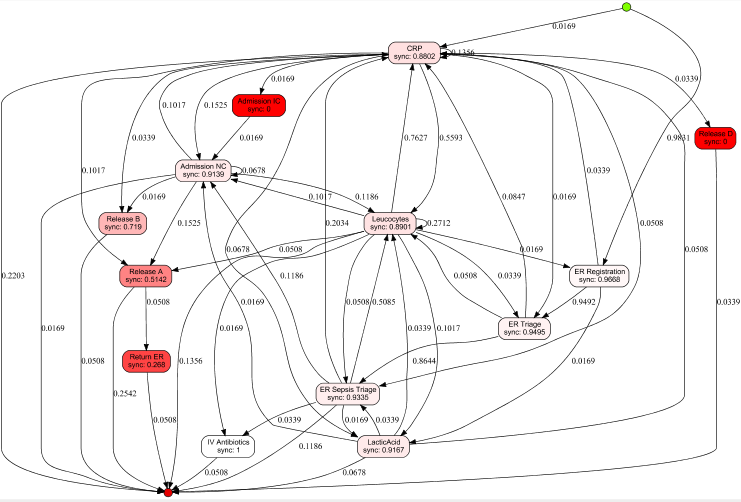 0.0169
CRP
sync: 0.8802
0.1356
0.0169
0.0339
Admission IC
sync: 0
0.1017
0.1525
0.0339
0.0169
0.7627
0.5593
Release D
sync: 0
0.9831
Admission NC
sync: 0.9139
0.0678
0.1017
0.0339
0.0169
0.1186
0.1017
0.0847
0.0169
0.0508
Release B
sync: 0.719
0.1525
Leucocytes
sync: 0.8901
0.2712
0.2034
0.0678
0.0508
0.0169
0.0508
Release A
sync: 0.5142
0.2203
0.1186
0.0508
0.0339
ER Registration
sync: 0.9668
0.0508
0.0169
0.0508
0.5085
0.9492
0.0339
0.0169
0.0169
0.0339
0.1017
ER Triage
sync: 0.9495
Return ER
sync: 0.268
0.0508
0.1356
0.8644
0.0169
0.2542
ER Sepsis Triage
sync: 0.9335
0.0508
0.0339
0.0169
0.0339
IV Antibiotics
sync: 1
LacticAcid
sync: 0.9167
0.0508
0.1186
0.0678